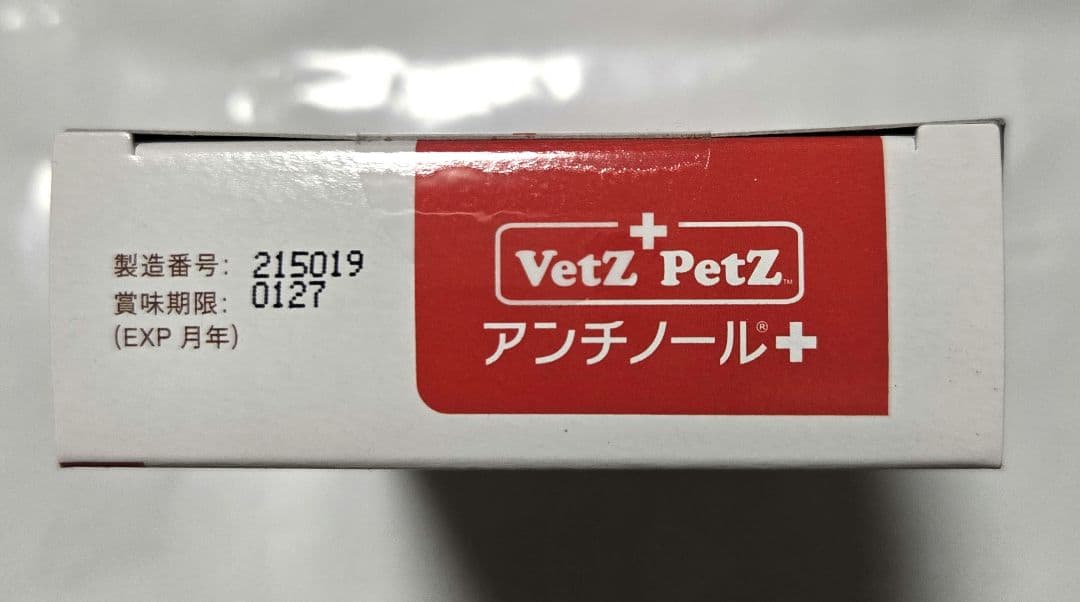 製造番号: 215019
賞味期限: 0127
(EXP 月年)
VetZ PetZ™
アンチノール®+